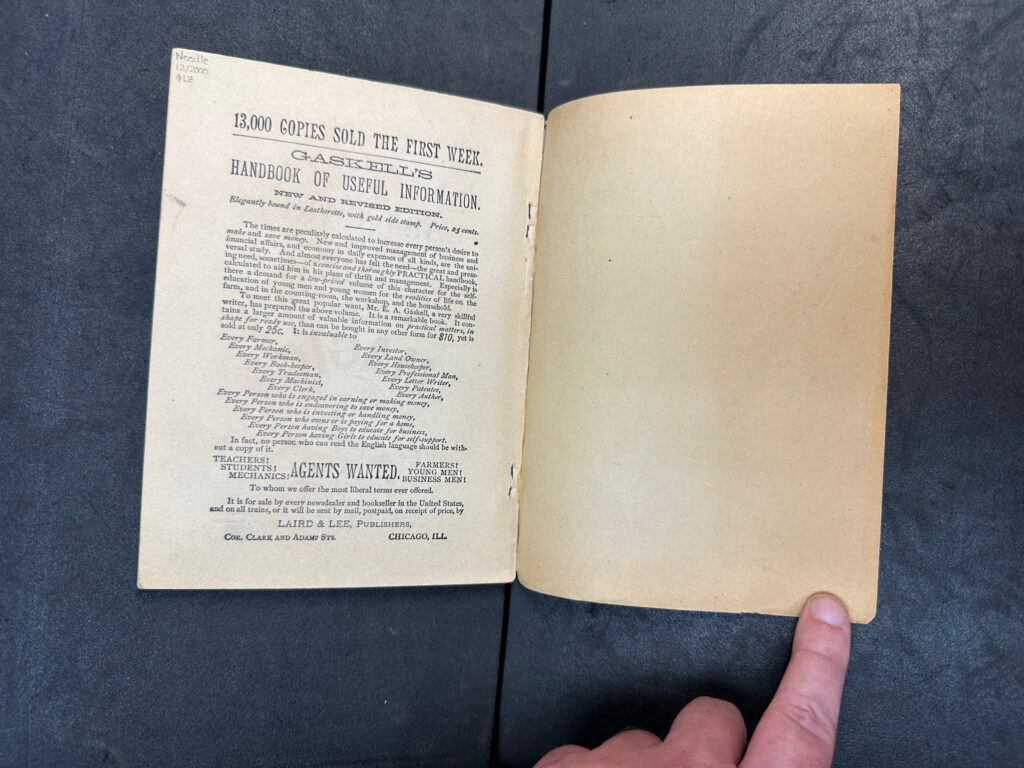 Needle
12/2000
13,000 COPIES SOLD THE FIRST WEEK.
GASKELL'S
HANDBOOK OF USEFUL INFORMATION.
NEW AND REVISED EDITION.
Elegantly bound in Leatherette, with gold side stamp. Price, 25 cents.
The times are peculiarly calculated to increase every person's desire to
make and save money. New and improved management of business and
financial affairs, and economy in daily expenses of all kinds, are the uni-
versal study. And almost everyone has felt the need—the great and press-
ing need, sometimes—of a concise and thoroughly PRACTICAL handbook,
calculated to aid him in his plans of thrift and management. Especially is
there a demand for a low-priced volume of this character for the self-
education of young men and young women for the realities of life on the
farm, and in the counting-room, the workshop, and the household.
To meet this great popular want, Mr. E. A. Gaskell, a very skillful
writer, has prepared the above volume. It is a remarkable book. It con-
tains a larger amount of valuable information on practical matters, in
shape for ready use, than can be bought in any other form for $10, yet is
sold at only 25c. It is invaluable to
Every Farmer,
Every Mechanic,
Every Workman,
Every Book-keeper,
Every Tradesman,
Every Machinist,
Every Clerk,
Every Investor,
Every Land Owner,
Every Housekeeper,
Every Professional Man,
Every Letter Writer,
Every Patentee,
Every Author,
Every Person who is engaged in earning or making money,
Every Person who is endeavoring to save money,
Every Person who is investing or handling money,
Every Person who owns or is paying for a home,
Every Person having Boys to educate for business,
Every Person having Girls to educate for self-support.
In fact, no person who can read the English language should be with-
out a copy of it.
TEACHERS!
STUDENTS!
MECHANICS!
AGENTS WANTED,
FARMERS!
YOUNG MEN!
BUSINESS MEN!
To whom we offer the most liberal terms ever offered.
It is for sale by every newsdealer and bookseller in the United States,
and on all trains, or it will be sent by mail, postpaid, on receipt of price, by
LAIRD & LEE, PUBLISHERS,
COR. CLARK AND ADAMS STS. CHICAGO, ILL.